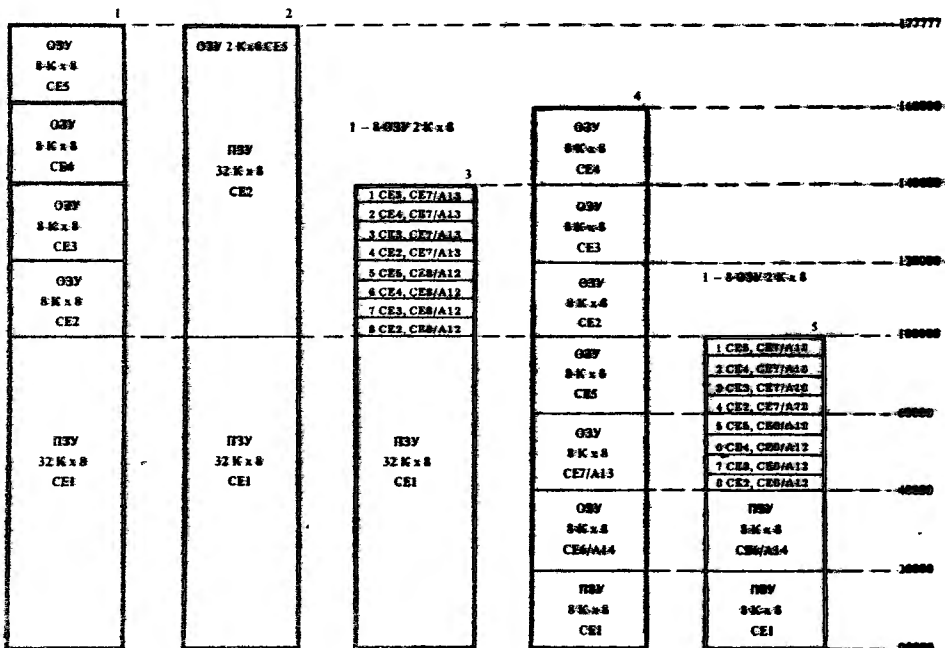 1
ОЗУ
8 К х 8
CE5
ОЗУ
8 К х 8
CE4
ОЗУ
8 К х 8
CE3
ОЗУ
8 К х 8
CE2
ПЗУ
32 К х 8
CE1
2
ОЗУ 2 К х 8 CE5
ПЗУ
32 К х 8
CE2
ПЗУ
32 К х 8
CE1
1 – 8 ОЗУ 2 К х 8
3
1 CE5, CE7/A13
2 CE4, CE7/A13
3 CE3, CE7/A13
4 CE2, CE7/A13
5 CE5, CE8/A12
6 CE4, CE8/A12
7 CE3, CE8/A12
8 CE2, CE8/A12
ПЗУ
32 К х 8
CE1
4
ОЗУ
8 К х 8
CE4
ОЗУ
8 К х 8
CE3
ОЗУ
8 К х 8
CE2
ОЗУ
8 К х 8
CE5
ОЗУ
8 К х 8
CE7/A13
ОЗУ
8 К х 8
CE6/A14
ПЗУ
8 К х 8
CE1
1 – 8 ОЗУ 2 К х 8
5
ПЗУ
8 К х 8
CE6/A14
ПЗУ
8 К х 8
CE1
177777
160000
140000
120000
100000
60000
40000
20000